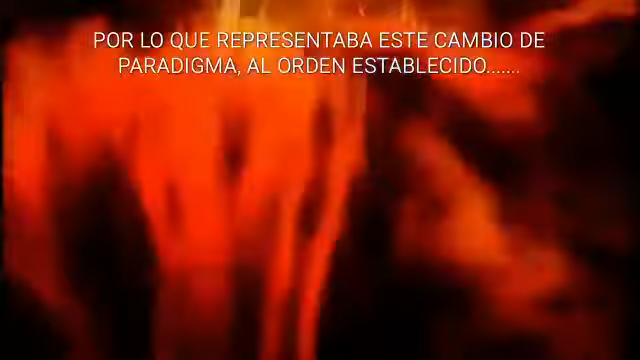 POR LO QUE REPRESENTABA ESTE CAMBIO DE
PARADIGMA, AL ORDEN ESTABLECIDO.......